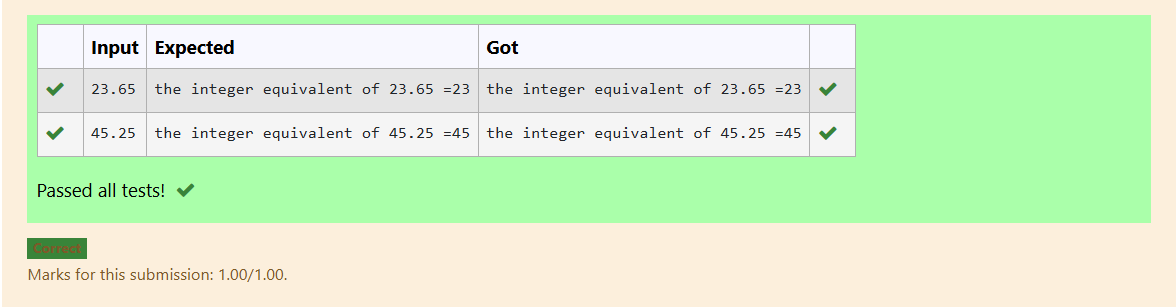 Input Expected Got
23.65 the integer equivalent of 23.65 =23 the integer equivalent of 23.65 =23
45.25 the integer equivalent of 45.25 =45 the integer equivalent of 45.25 =45
Passed all tests!
Correct
Marks for this submission: 1.00/1.00.